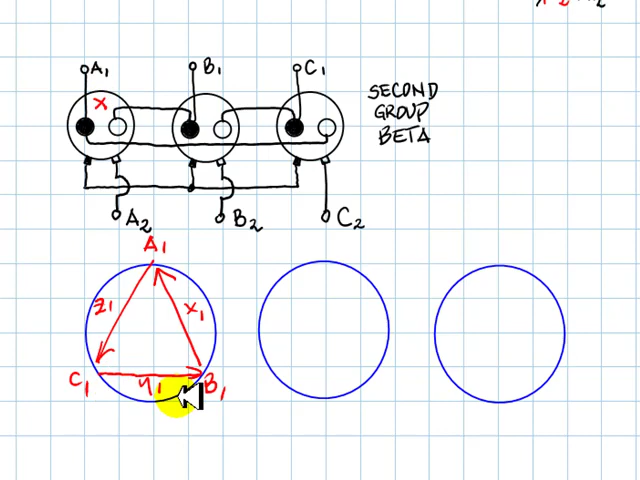 A1 B1 C1
X
SECOND
GROUP
BETA
A2 B2 C2
A1
Z1 X1
C1 Y1 B1